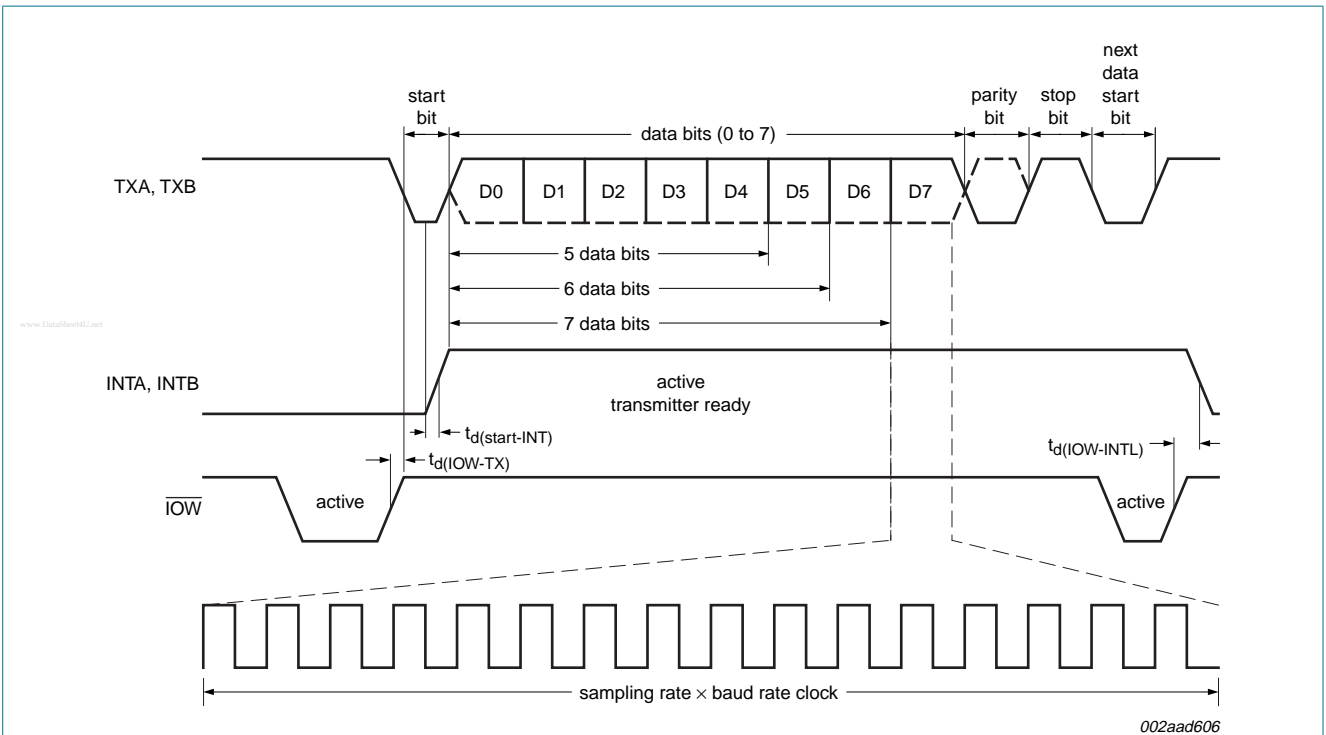 next
data
start
bit
start
bit
parity
bit
stop
bit
data bits (0 to 7)
TXA, TXB
D0 D1 D2 D3 D4 D5 D6 D7
5 data bits
6 data bits
www.DataSheet4U.net
7 data bits
INTA, INTB
active
transmitter ready
td(start-INT)
td(IOW-TX)
td(IOW-INTL)
IOW
active
active
sampling rate × baud rate clock
002aad606